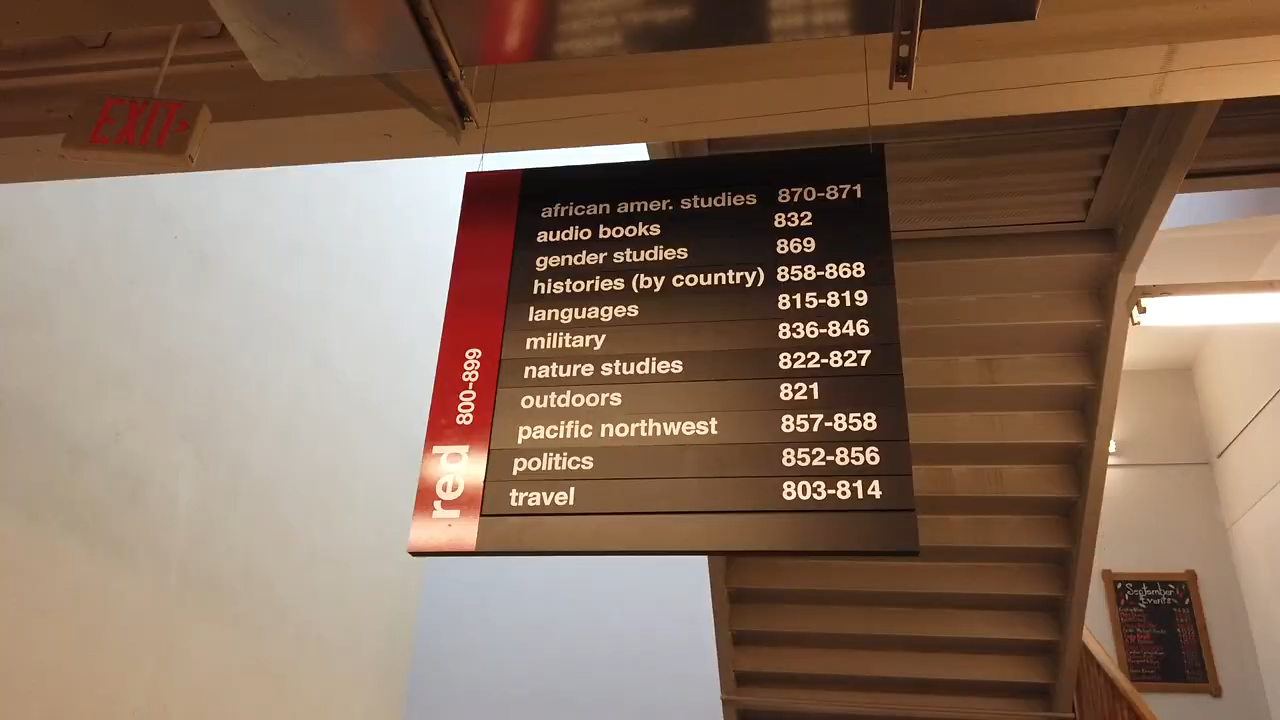 EXIT
african amer. studies 870-871
audio books 832
gender studies 869
histories (by country) 858-868
languages 815-819
military 836-846
nature studies 822-827
outdoors 821
pacific northwest 857-858
politics 852-856
travel 803-814
red 800-899
September
Events